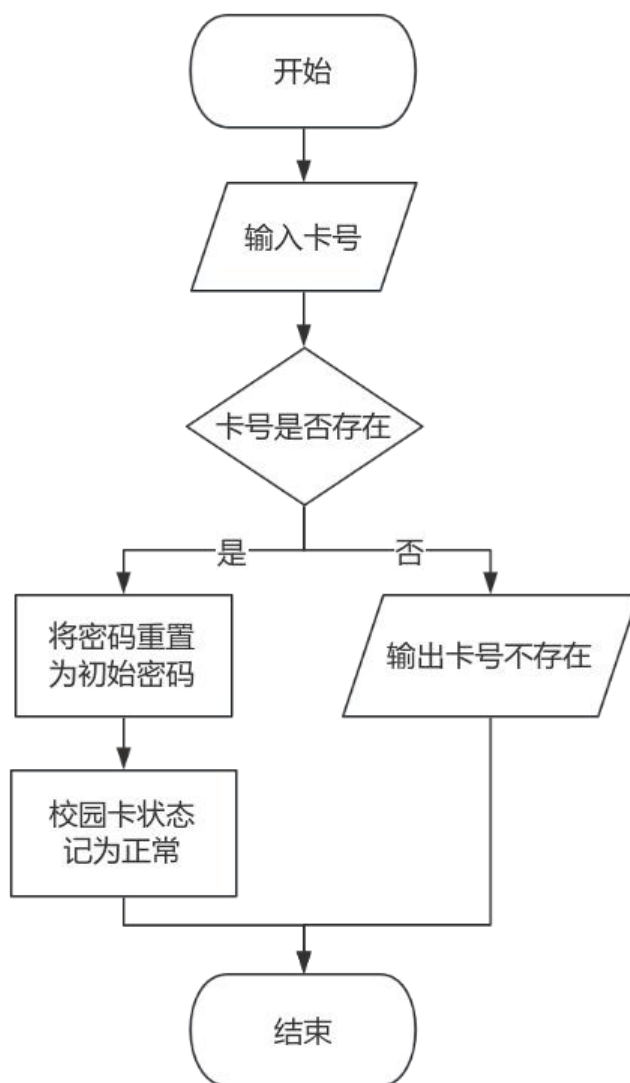 开始
输入卡号
卡号是否存在
是
否
将密码重置
为初始密码
输出卡号不存在
校园卡状态
记为正常
结束